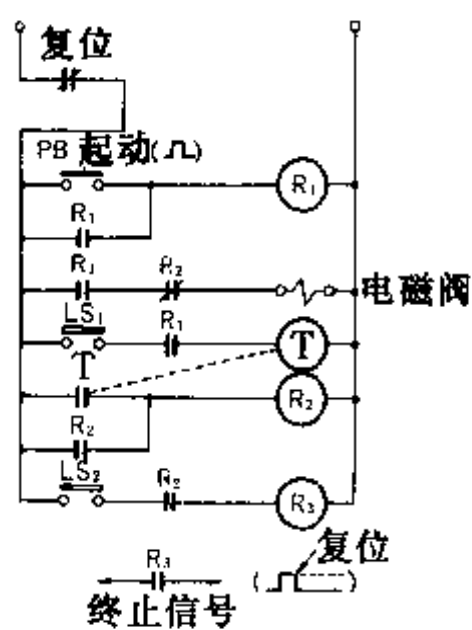 复位
PB 起动(⎍)
R₁
R₁
R₁ R₂
电磁阀
LS₁ R₁
T
T
R₂
R₂
LS₂ R₂
R₃
R₃
复位
终止信号